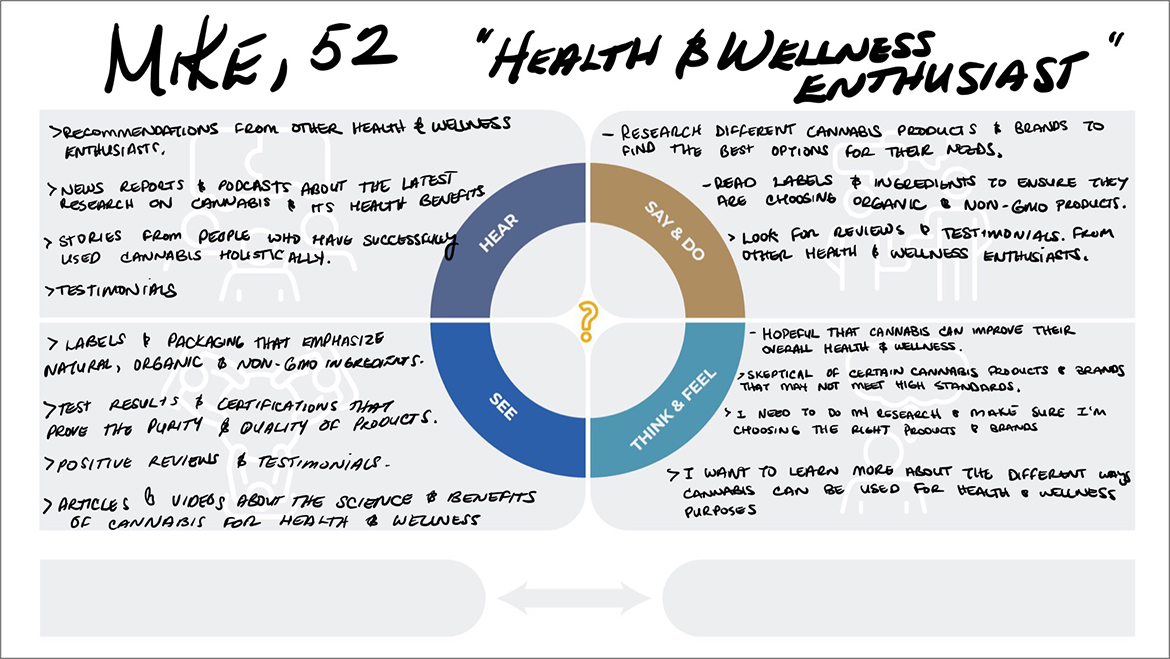 MIKE, 52
"HEALTH & WELLNESS
ENTHUSIAST"
>RECOMMENDATIONS FROM OTHER HEALTH & WELLNESS
ENTHUSIASTS.
>NEWS REPORTS & PODCASTS ABOUT THE LATEST
RESEARCH ON CANNABIS & ITS HEALTH BENEFITS
> STORIES FROM PEOPLE WHO HAVE SUCCESSFULLY
USED CANNABIS HOLISTICALLY.
>TESTIMONIALS
HEAR
- RESEARCH DIFFERENT CANNABIS PRODUCTS & BRANDS TO
FIND THE BEST OPTIONS FOR THEIR NEEDS.
-READ LABELS & INGREDIENTS TO ENSURE THEY
ARE CHOOSING ORGANIC & NON-GMO PRODUCTS.
> LOOK FOR REVIEWS & TESTIMONIALS. FROM
OTHER HEALTH & WELLNESS ENTHUSIASTS.
SAY & DO
?
> LABELS & PACKAGING THAT EMPHASIZE
NATURAL, ORGANIC & NON-GMO INGREDIENTS.
>TEST RESULTS & CERTIFICATIONS THAT
PROVE THE PURITY & QUALITY OF PRODUCTS.
>POSITIVE REVIEWS & TESTIMONIALS.
> ARTICLES & VIDEOS ABOUT THE SCIENCE & BENEFITS
OF CANNABIS FOR HEALTH & WELLNESS
SEE
- HOPEFUL THAT CANNABIS CAN IMPROVE THEIR
OVERALL HEALTH & WELLNESS.
>SKEPTICAL OF CERTAIN CANNABIS PRODUCTS & BRANDS
THAT MAY NOT MEET HIGH STANDARDS.
> I NEED TO DO MY RESEARCH & MAKE SURE I'M
CHOOSING THE RIGHT PRODUCTS & BRANDS
> I WANT TO LEARN MORE ABOUT THE DIFFERENT WAYS
CANNABIS CAN BE USED FOR HEALTH & WELLNESS
PURPOSES
THINK & FEEL